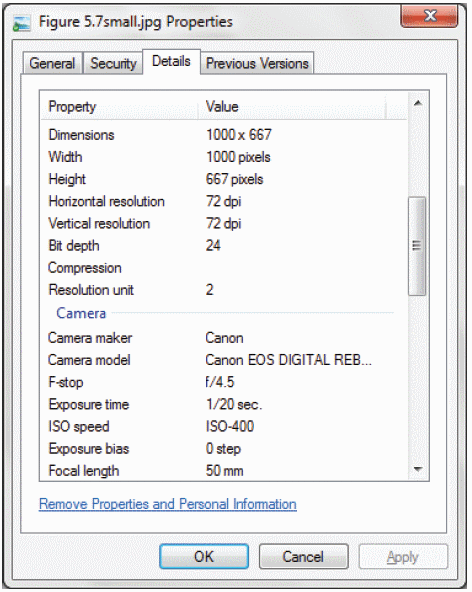 Figure 5.7small.jpg Properties
General Security Details Previous Versions
Property Value
Dimensions 1000 x 667
Width 1000 pixels
Height 667 pixels
Horizontal resolution 72 dpi
Vertical resolution 72 dpi
Bit depth 24
Compression
Resolution unit 2
Camera
Camera maker Canon
Camera model Canon EOS DIGITAL REB...
F-stop f/4.5
Exposure time 1/20 sec.
ISO speed ISO-400
Exposure bias 0 step
Focal length 50 mm
Remove Properties and Personal Information
OK Cancel Apply